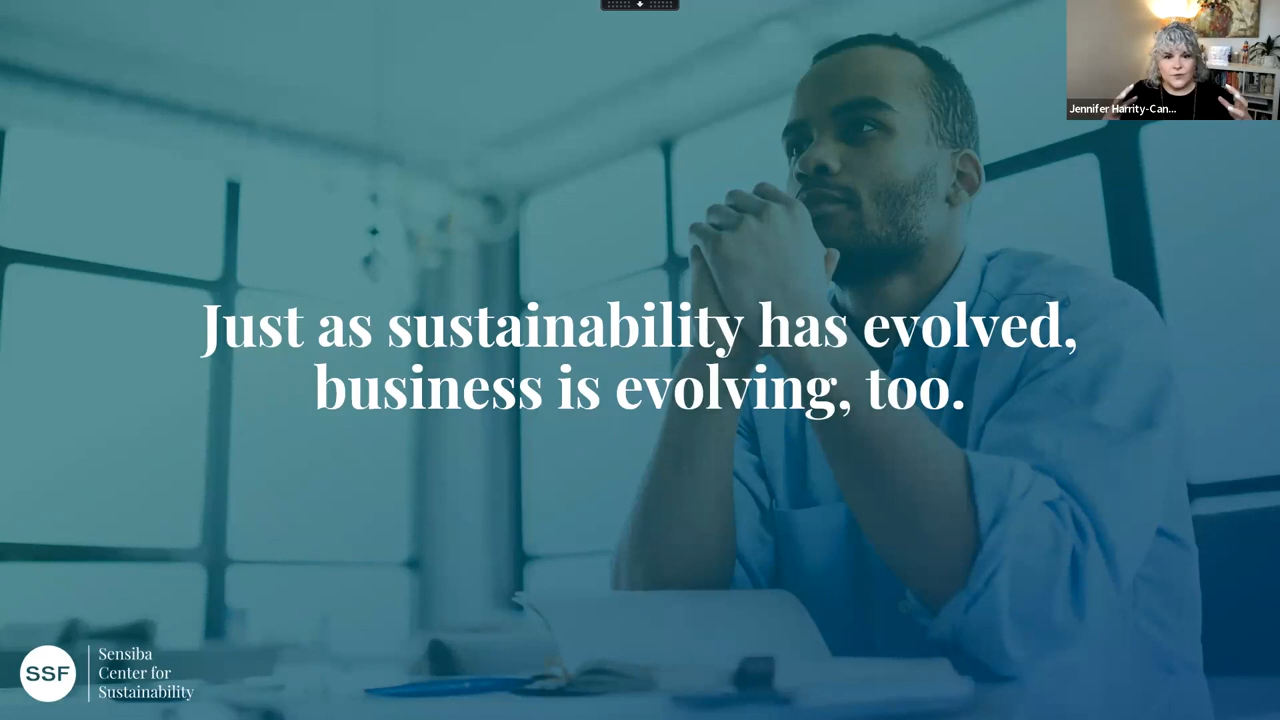 Jennifer Harrity-Can...
Just as sustainability has evolved,
business is evolving, too.
SSF
Sensiba
Center for
Sustainability